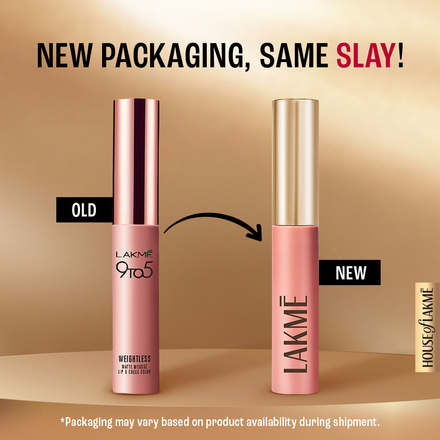 NEW PACKAGING, SAME SLAY!
OLD
LAKMĒ
9TO5
WEIGHTLESS
MATTE MOUSSE
LIP & CHEEK COLOR
NEW
LAKMĒ
HOUSE of LAKMĒ
*Packaging may vary based on product availability during shipment.